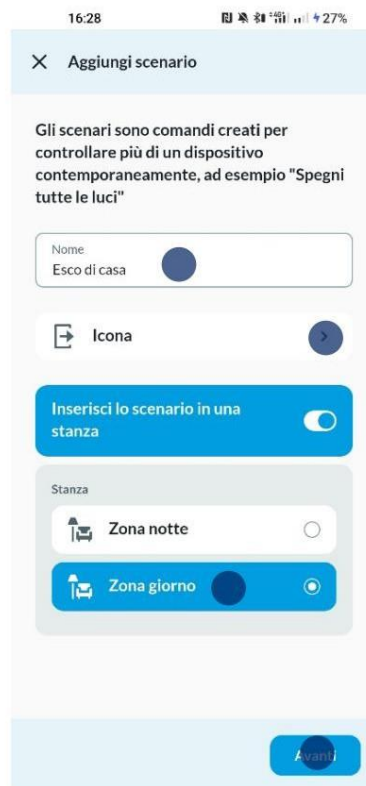 16:28
27%
Aggiungi scenario
Gli scenari sono comandi creati per
controllare più di un dispositivo
contemporaneamente, ad esempio "Spegni
tutte le luci"
Nome
Esco di casa
Icona
Inserisci lo scenario in una
stanza
Stanza
Zona notte
Zona giorno
Avanti